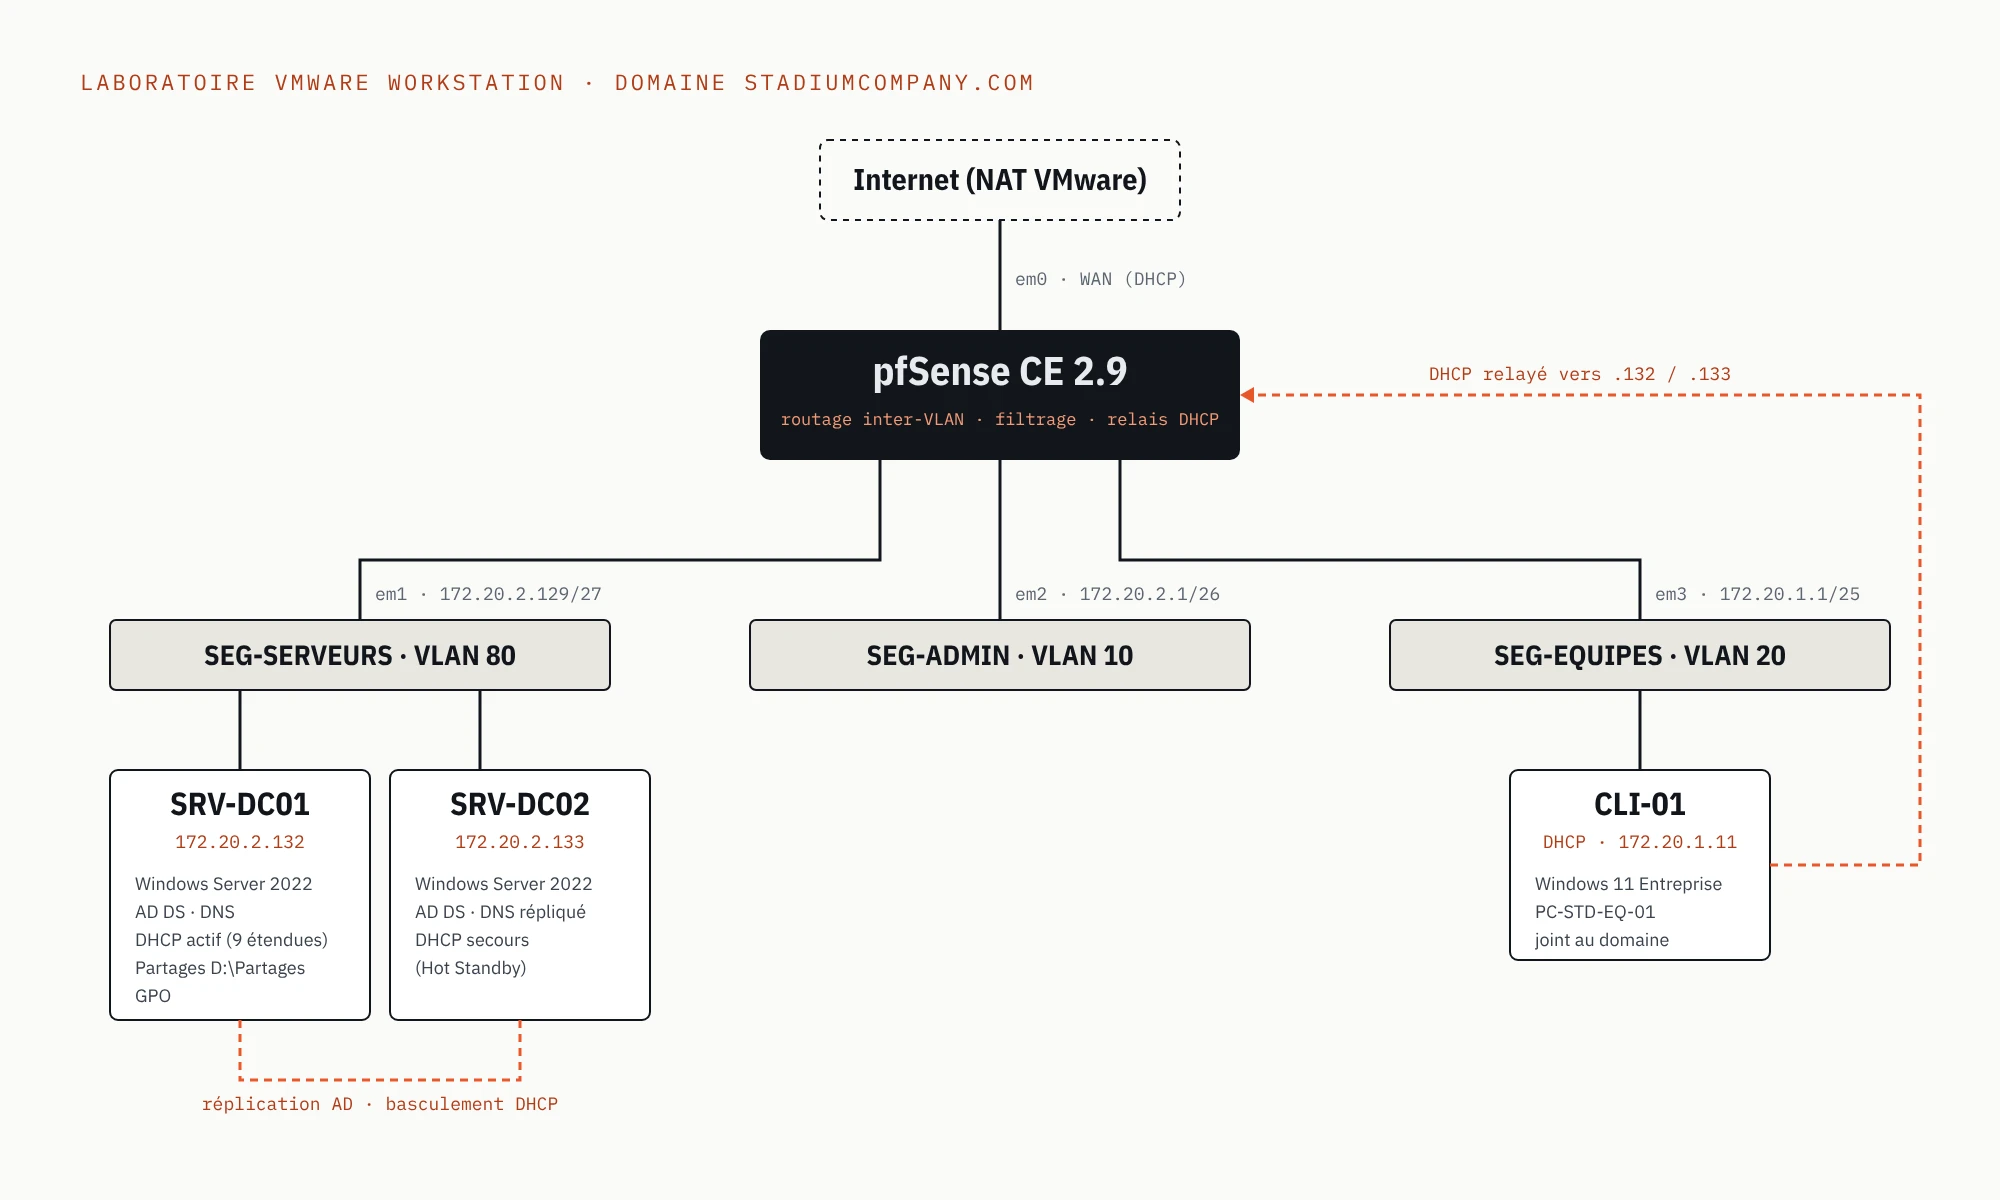 LABORATOIRE VMWARE WORKSTATION · DOMAINE STADIUMCOMPANY.COM
Internet (NAT VMware)
em0 · WAN (DHCP)
pfSense CE 2.9
routage inter-VLAN · filtrage · relais DHCP
DHCP relayé vers .132 / .133
em1 · 172.20.2.129/27
em2 · 172.20.2.1/26
em3 · 172.20.1.1/25
SEG-SERVEURS · VLAN 80
SEG-ADMIN · VLAN 10
SEG-EQUIPES · VLAN 20
SRV-DC01
172.20.2.132
Windows Server 2022
AD DS · DNS
DHCP actif (9 étendues)
Partages D:\Partages
GPO
SRV-DC02
172.20.2.133
Windows Server 2022
AD DS · DNS répliqué
DHCP secours
(Hot Standby)
CLI-01
DHCP · 172.20.1.11
Windows 11 Entreprise
PC-STD-EQ-01
joint au domaine
réplication AD · basculement DHCP